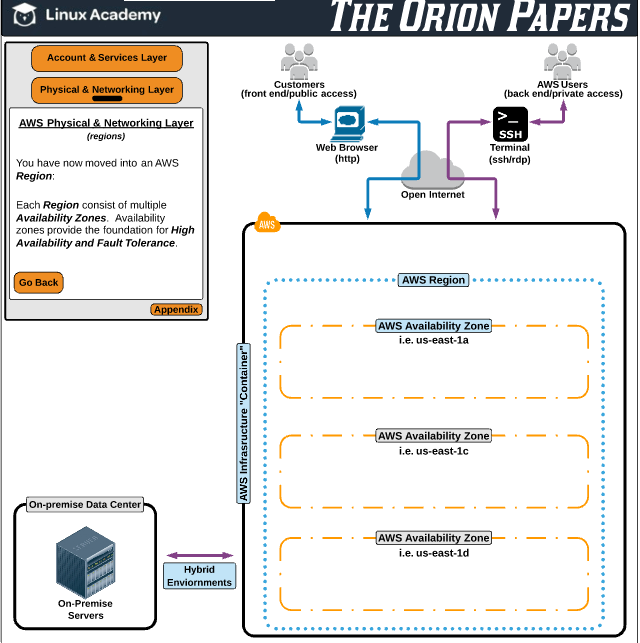 Linux Academy
THE ORION PAPERS
Account & Services Layer
Physical & Networking Layer
AWS Physical & Networking Layer
(regions)
You have now moved into an AWS
Region:
Each Region consist of multiple
Availability Zones. Availability
zones provide the foundation for High
Availability and Fault Tolerance.
Go Back
Appendix
Customers
(front end/public access)
AWS Users
(back end/private access)
Web Browser
(http)
>_
SSH
Terminal
(ssh/rdp)
Open Internet
AWS
AWS Region
AWS Availability Zone
i.e. us-east-1a
AWS Availability Zone
i.e. us-east-1c
AWS Availability Zone
i.e. us-east-1d
AWS Infrasructure "Container"
On-premise Data Center
On-Premise
Servers
Hybrid
Enviornments